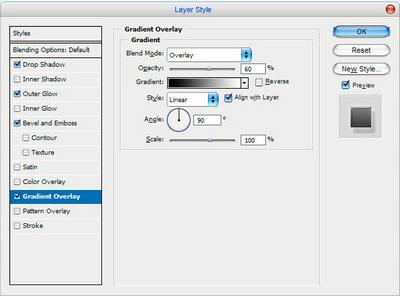 Layer Style
Styles
Blending Options: Default
Drop Shadow
Inner Shadow
Outer Glow
Inner Glow
Bevel and Emboss
Contour
Texture
Satin
Color Overlay
Gradient Overlay
Pattern Overlay
Stroke
Gradient Overlay
Gradient
Blend Mode: Overlay
Opacity: 60 %
Gradient: Reverse
Style: Linear Align with Layer
Angle: 90 °
Scale: 100 %
OK
Reset
New Style...
Preview